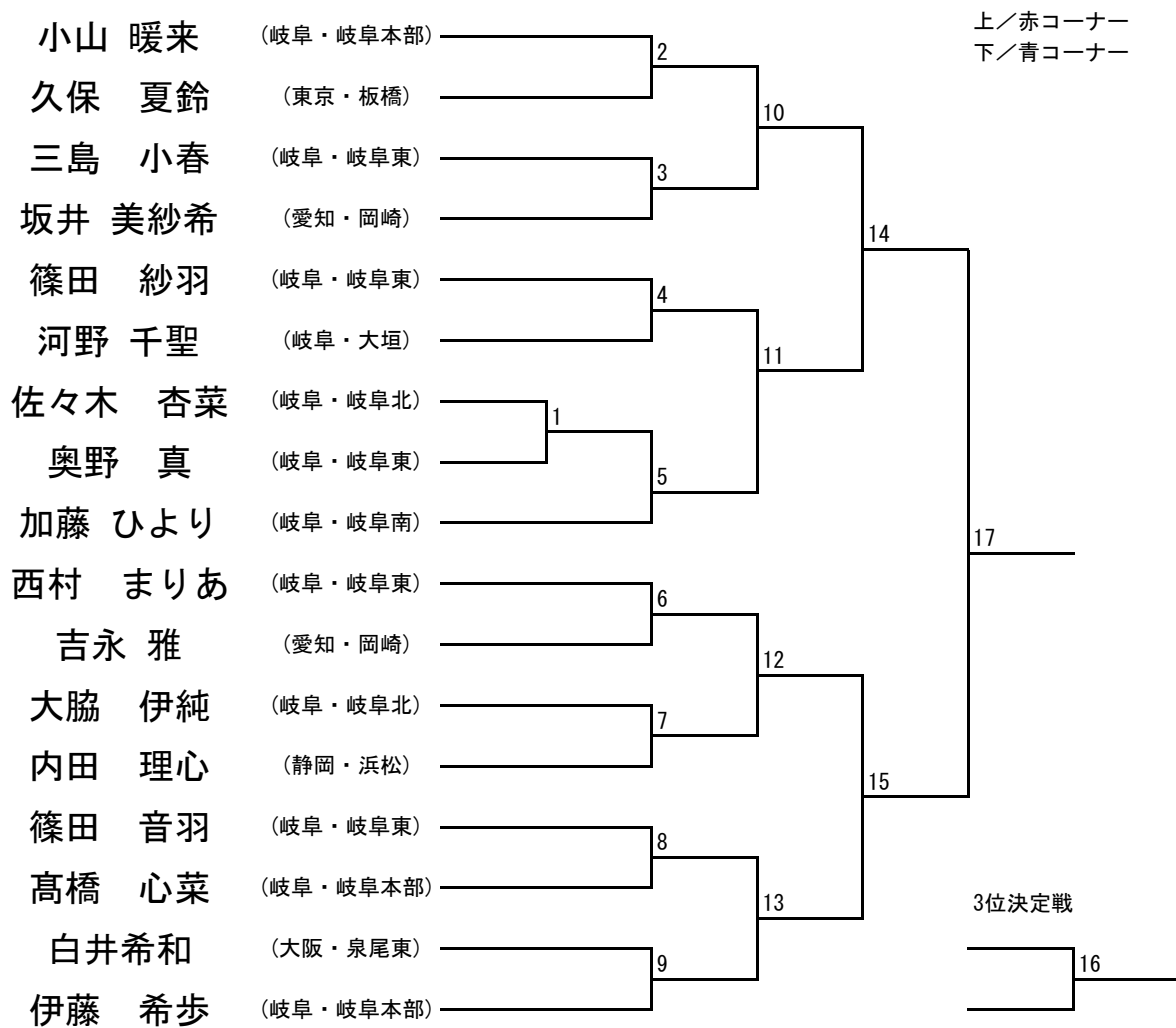 小山 暖来 (岐阜・岐阜本部)
上／赤コーナー
下／青コーナー
2
久保 夏鈴 (東京・板橋)
10
三島 小春 (岐阜・岐阜東)
3
坂井 美紗希 (愛知・岡崎)
14
篠田 紗羽 (岐阜・岐阜東)
4
河野 千聖 (岐阜・大垣)
11
佐々木 杏菜 (岐阜・岐阜北)
1
奥野 真 (岐阜・岐阜東)
5
加藤 ひより (岐阜・岐阜南)
17
西村 まりあ (岐阜・岐阜東)
6
吉永 雅 (愛知・岡崎)
12
大脇 伊純 (岐阜・岐阜北)
7
内田 理心 (静岡・浜松)
15
篠田 音羽 (岐阜・岐阜東)
8
髙橋 心菜 (岐阜・岐阜本部)
13
3位決定戦
白井希和 (大阪・泉尾東)
9
16
伊藤 希歩 (岐阜・岐阜本部)